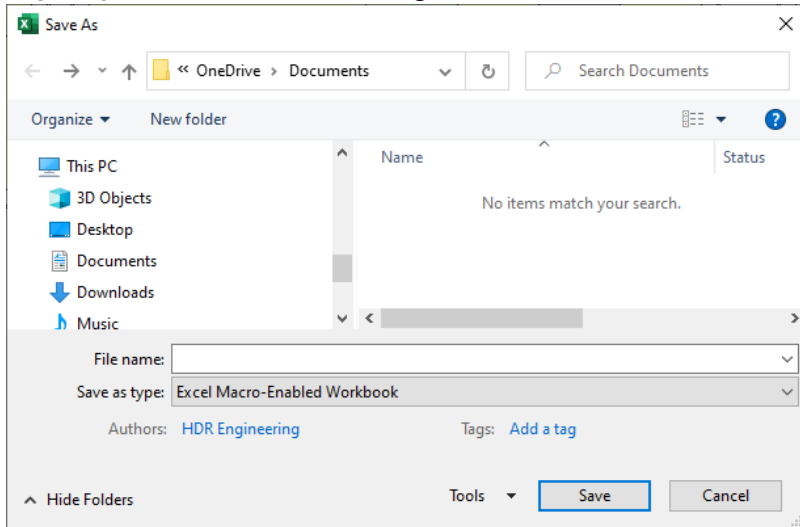 Save As
« OneDrive › Documents
Search Documents
Organize
New folder
?
This PC
3D Objects
Desktop
Documents
Downloads
Music
Name
Status
No items match your search.
File name:
Save as type: Excel Macro-Enabled Workbook
Authors: HDR Engineering
Tags: Add a tag
Hide Folders
Tools
Save
Cancel